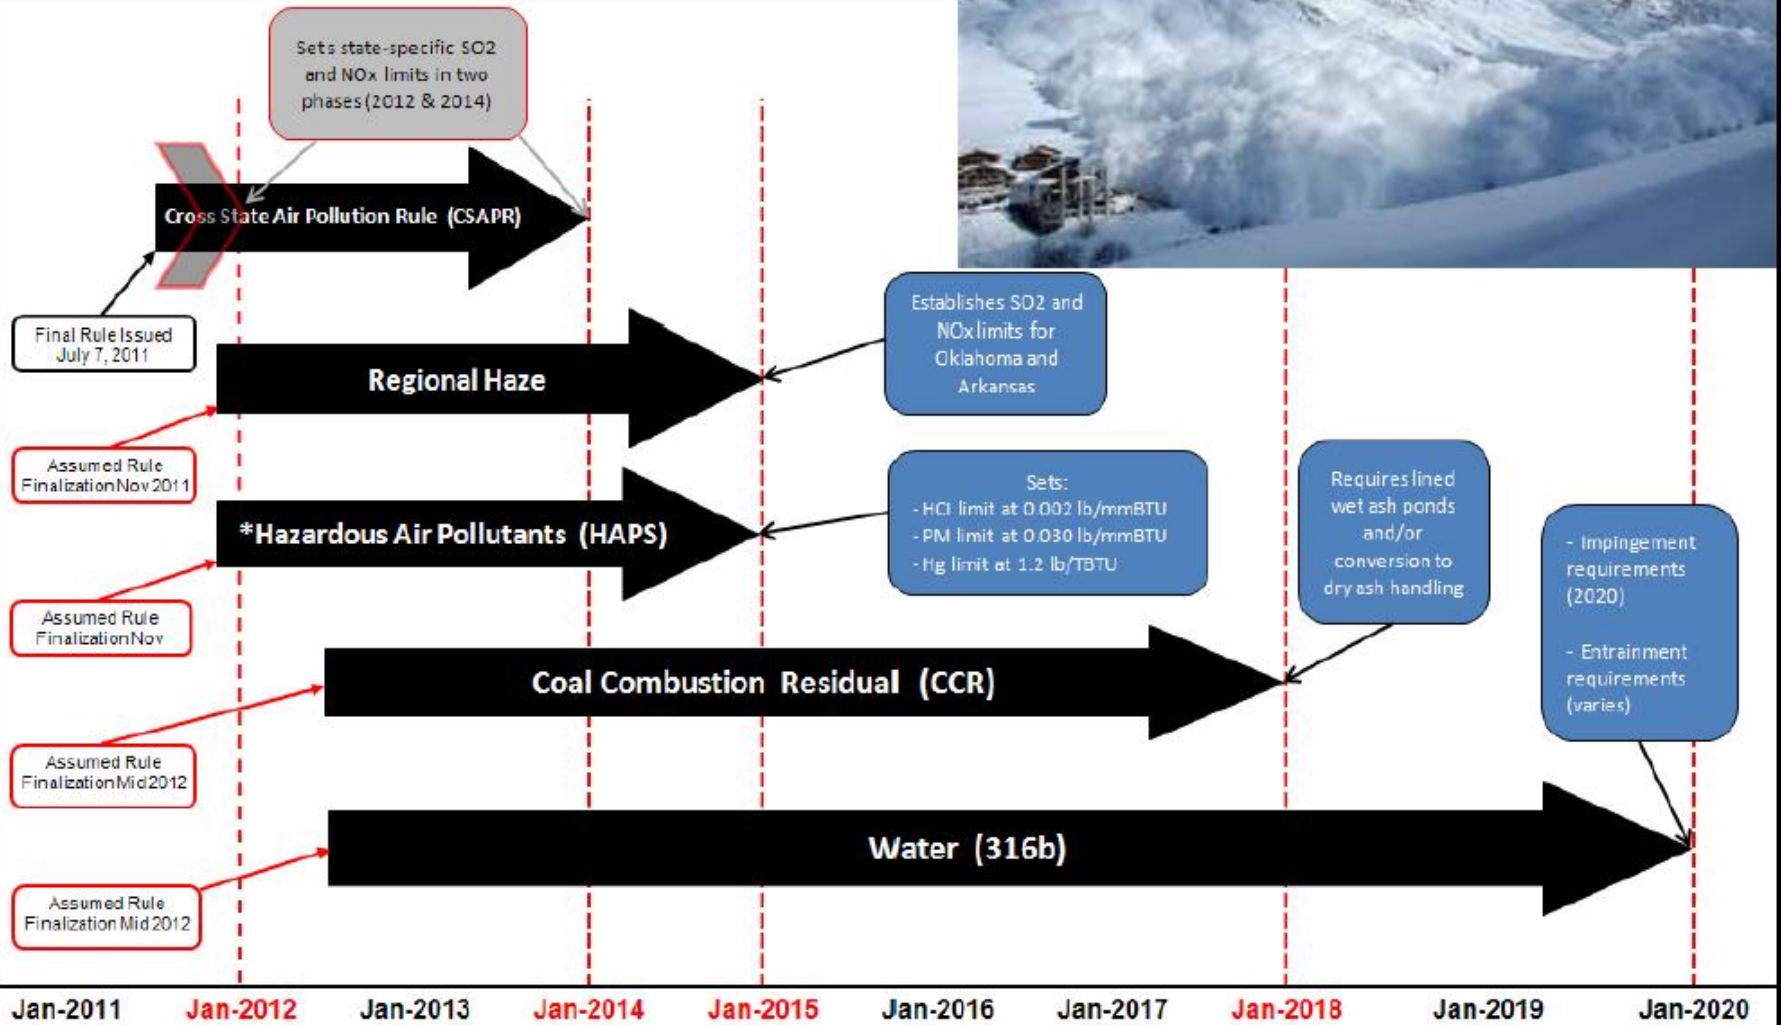 Sets state-specific SO2
and NOx limits in two
phases (2012 & 2014)
Cross State Air Pollution Rule (CSAPR)
Final Rule Issued
July 7, 2011
Establishes SO2 and
NOx limits for
Oklahoma and
Arkansas
Regional Haze
Assumed Rule
Finalization Nov 2011
Sets:
- HCl limit at 0.002 lb/mmBTU
- PM limit at 0.030 lb/mmBTU
- Hg limit at 1.2 lb/TBTU
Requires lined
wet ash ponds
and/or
conversion to
dry ash handling
- Impingement
requirements
(2020)
- Entrainment
requirements
(varies)
*Hazardous Air Pollutants (HAPS)
Assumed Rule
Finalization Nov
Coal Combustion Residual (CCR)
Assumed Rule
Finalization Mid 2012
Water (316b)
Assumed Rule
Finalization Mid 2012
Jan-2011 Jan-2012 Jan-2013 Jan-2014 Jan-2015 Jan-2016 Jan-2017 Jan-2018 Jan-2019 Jan-2020